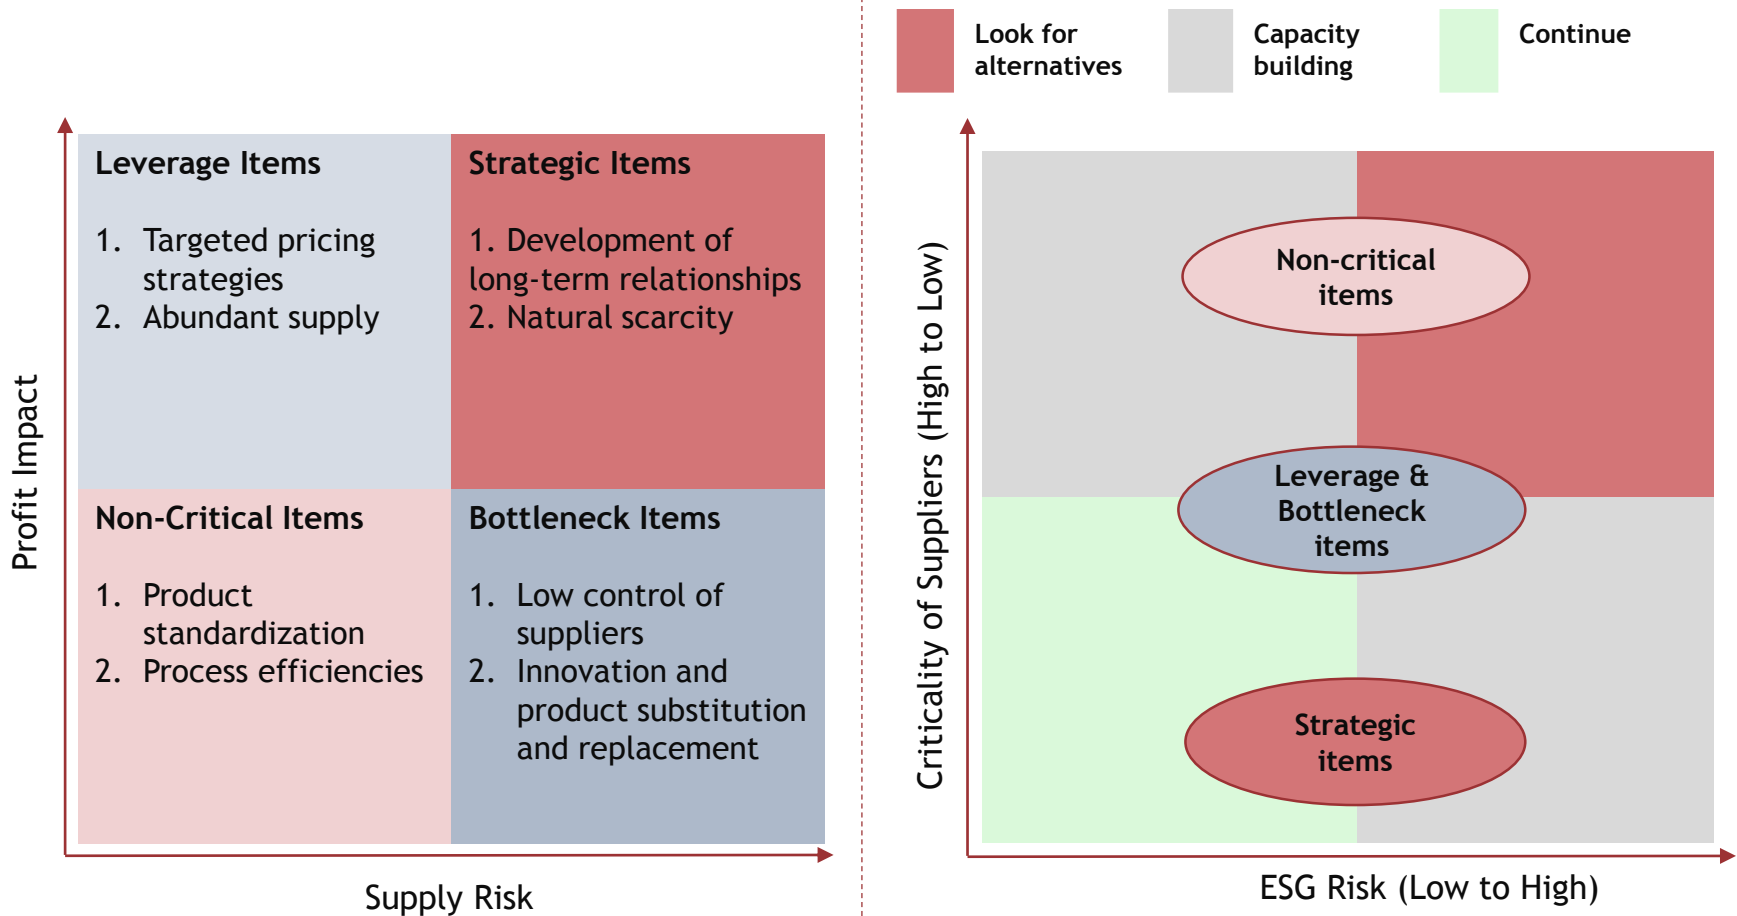 Look for
alternatives
Capacity
building
Continue
Profit Impact
Leverage Items
1. Targeted pricing
strategies
2. Abundant supply
Strategic Items
1. Development of
long-term relationships
2. Natural scarcity
Non-Critical Items
1. Product
standardization
2. Process efficiencies
Bottleneck Items
1. Low control of
suppliers
2. Innovation and
product substitution
and replacement
Supply Risk
Criticality of Suppliers (High to Low)
Non-critical
items
Leverage &
Bottleneck
items
Strategic
items
ESG Risk (Low to High)